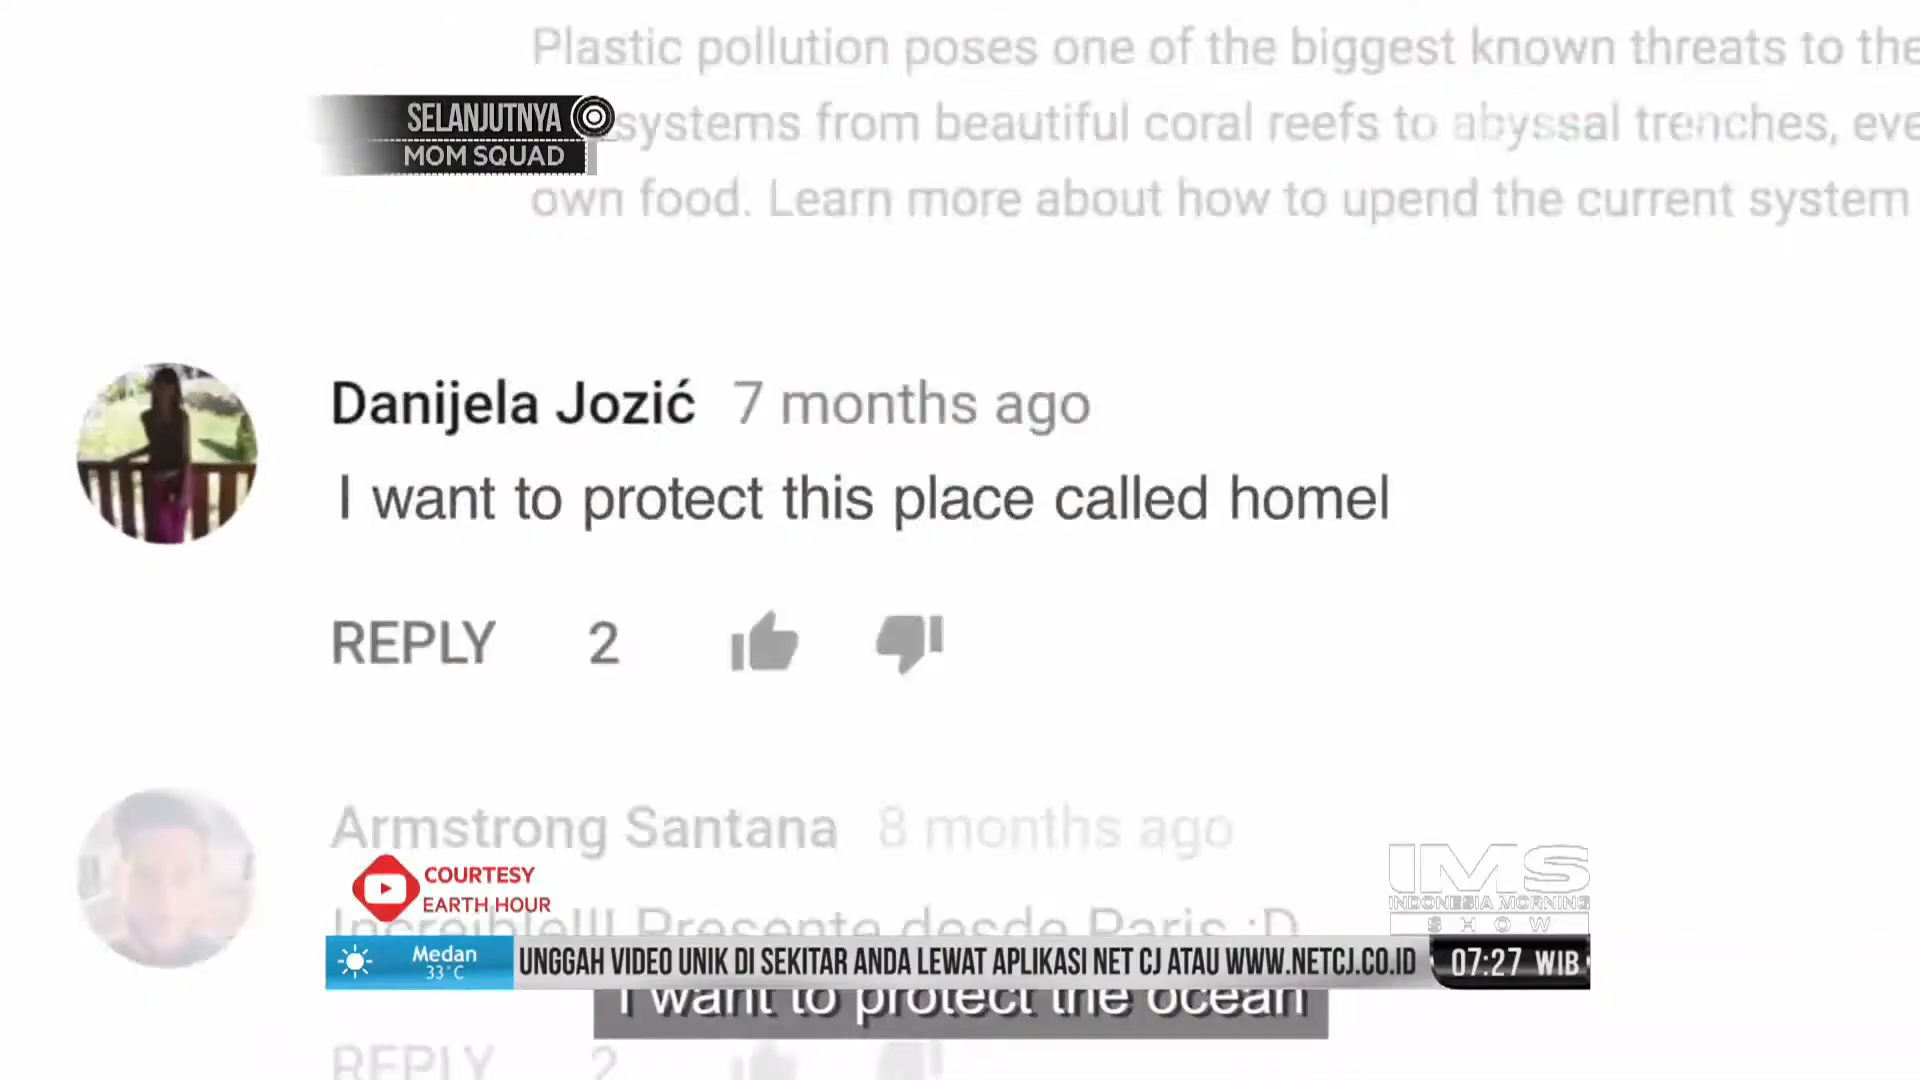 Plastic pollution poses one of the biggest known threats to the
systems from beautiful coral reefs to abyssal trenches, eve
own food. Learn more about how to upend the current system
SELANJUTNYA
MOM SQUAD
Danijela Jozić 7 months ago
I want to protect this place called homel
REPLY 2
Armstrong Santana 8 months ago
Increible!!! Presente desde Paris :D
COURTESY
EARTH HOUR
IMS
INDONESIA MORNING
SHOW
Medan
33°C
UNGGAH VIDEO UNIK DI SEKITAR ANDA LEWAT APLIKASI NET CJ ATAU WWW.NETCJ.CO.ID
07:27 WIB
I want to protect the ocean
REPLY 2